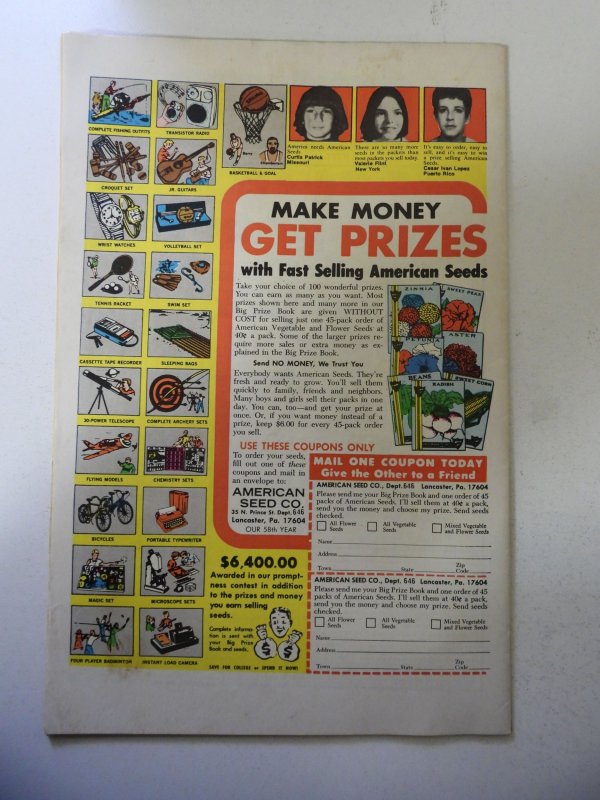 COMPLETE FISHING OUTFITS
TRANSISTOR RADIO
BASKETBALL & GOAL
America needs American
Seeds
Curtis Patrick
Missouri
There are so many more
seeds in the packets than
most packets you sell today.
Valerie Flint
New York
It's easy to order, easy to
sell, and it's easy to win
a prize selling American
Seeds.
Cesar Ivan Lopez
Puerto Rico
CROQUET SET
JR. GUITARS
WRIST WATCHES
VOLLEYBALL SET
TENNIS RACKET
SWIM SET
CASSETTE TAPE RECORDER
SLEEPING BAGS
30-POWER TELESCOPE
COMPLETE ARCHERY SETS
FLYING MODELS
CHEMISTRY SETS
BICYCLES
PORTABLE TYPEWRITER
MAGIC SET
MICROSCOPE SETS
FOUR PLAYER BADMINTON
INSTANT LOAD CAMERA
MAKE MONEY
GET PRIZES
with Fast Selling American Seeds
Take your choice of 100 wonderful prizes.
You can earn as many as you want. Most
prizes shown here and many more in our
Big Prize Book are given WITHOUT
COST for selling just one 45-pack order of
American Vegetable and Flower Seeds at
40¢ a pack. Some of the larger prizes re-
quire more sales or extra money as ex-
plained in the Big Prize Book.
Send NO MONEY, We Trust You
Everybody wants American Seeds. They're
fresh and ready to grow. You'll sell them
quickly to family, friends and neighbors.
Many boys and girls sell their packs in one
day. You can, too—and get your prize at
once. Or, if you want money instead of a
prize, keep $6.00 for every 45-pack order
you sell.
ZINNIA
SWEET PEAS
PETUNIA
ASTER
BEANS
RADISH
SWEET CORN
USE THESE COUPONS ONLY
To order your seeds,
fill out one of these
coupons and mail in
an envelope to:
AMERICAN
SEED CO.
35 N. Prince St. Dept. 646
Lancaster, Pa. 17604
OUR 58th YEAR
$6,400.00
Awarded in our prompt-
ness contest in addition
to the prizes and money
you earn selling
seeds.
Complete informa-
tion is sent with
your Big Prize
Book and seeds.
SAVE FOR COLLEGE or SPEND IT NOW!
MAIL ONE COUPON TODAY
Give the Other to a Friend
AMERICAN SEED CO., Dept. 646 Lancaster, Pa. 17604
Please send me your Big Prize Book and one order of 45
packs of American Seeds. I'll sell them at 40¢ a pack,
send you the money and choose my prize. Send seeds
checked.
All Flower
Seeds
All Vegetable
Seeds
Mixed Vegetable
and Flower Seeds
Name
Address
Town State Zip
Code
AMERICAN SEED CO., Dept. 646 Lancaster, Pa. 17604
Please send me your Big Prize Book and one order of 45
packs of American Seeds. I'll sell them at 40¢ a pack,
send you the money and choose my prize. Send seeds
checked.
All Flower
Seeds
All Vegetable
Seeds
Mixed Vegetable
and Flower Seeds
Name
Address
Town State Zip
Code